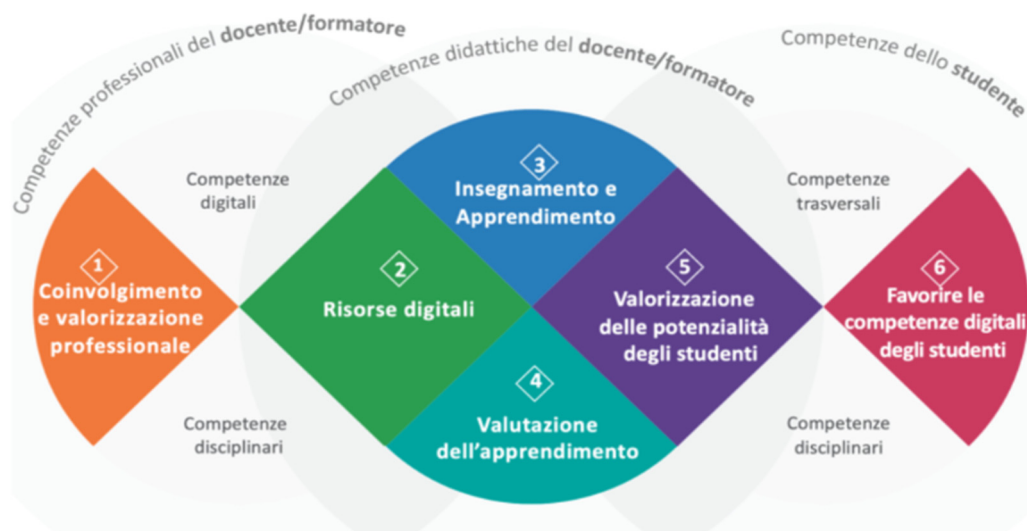 Competenze professionali del docente/formatore
Competenze didattiche del docente/formatore
Competenze dello studente
Competenze
digitali
Competenze
disciplinari
1
Coinvolgimento
e valorizzazione
professionale
2
Risorse digitali
3
Insegnamento e
Apprendimento
4
Valutazione
dell'apprendimento
5
Valorizzazione
delle potenzialità
degli studenti
Competenze
trasversali
Competenze
disciplinari
6
Favorire le
competenze digitali
degli studenti